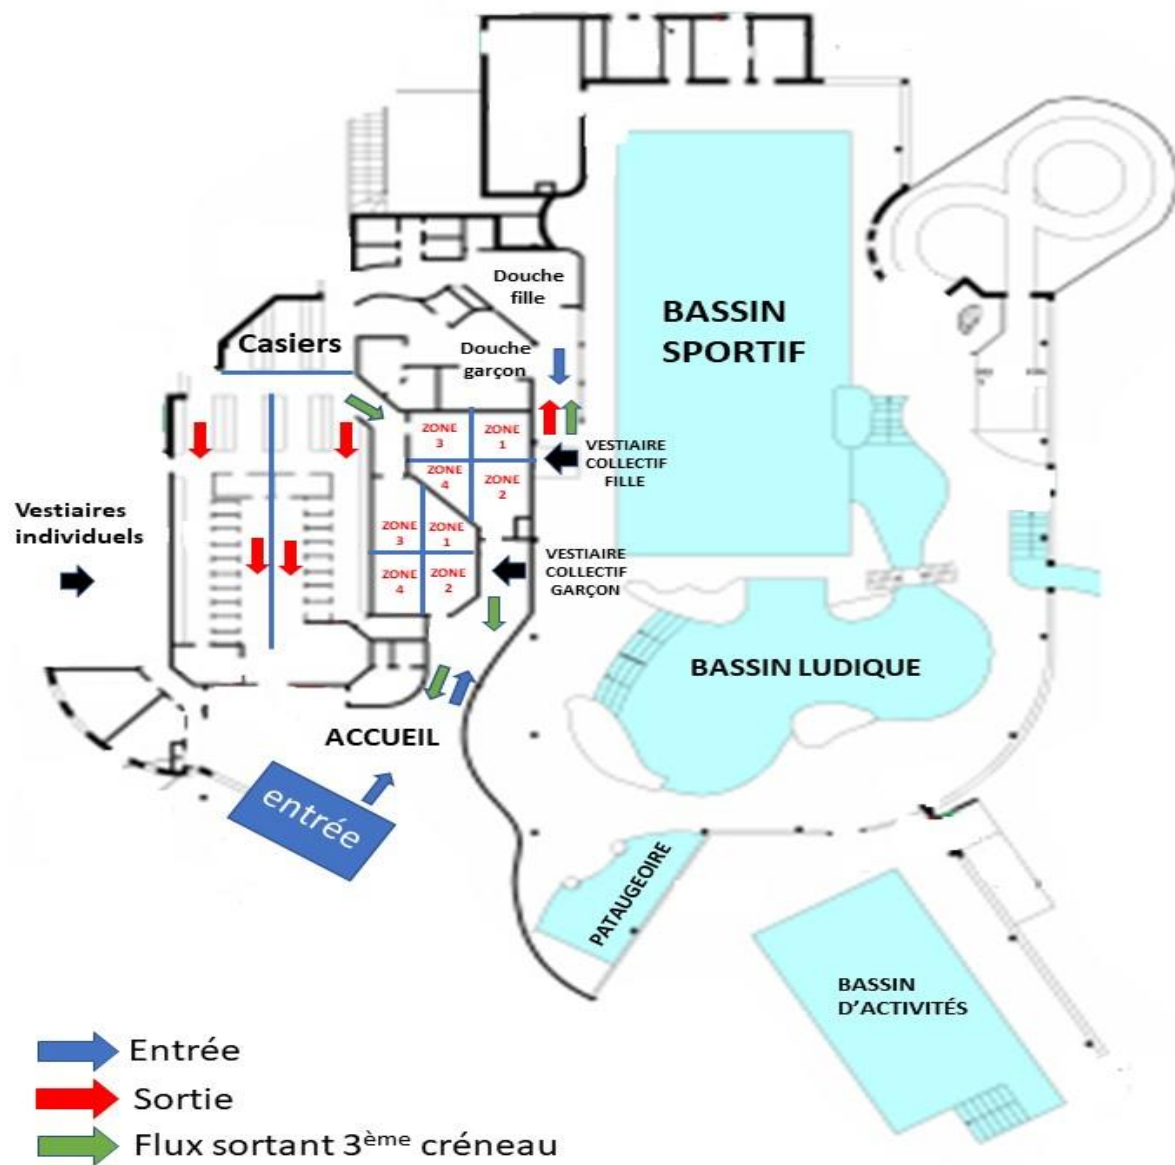 Douche
fille
BASSIN
SPORTIF
Casiers
Douche
garçon
ZONE
3
ZONE
1
ZONE
4
ZONE
2
VESTIAIRE
COLLECTIF
FILLE
Vestiaires
individuels
ZONE
3
ZONE
1
ZONE
4
ZONE
2
VESTIAIRE
COLLECTIF
GARÇON
BASSIN LUDIQUE
ACCUEIL
entrée
PATAUGEOIRE
BASSIN
D'ACTIVITÉS
Entrée
Sortie
Flux sortant 3ème créneau